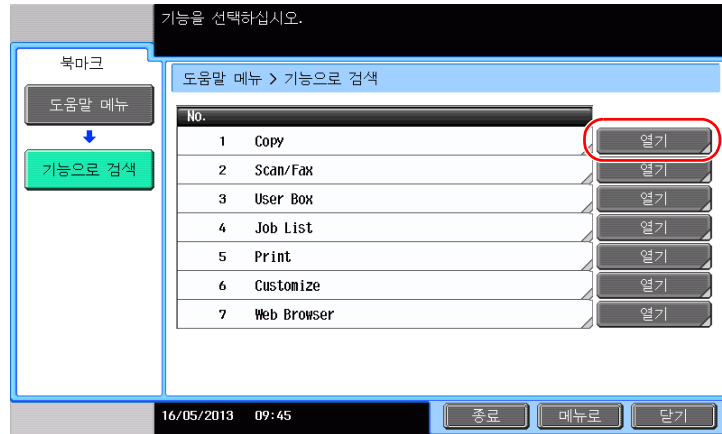 기능을 선택하십시오.
북마크
도움말 메뉴
기능으로 검색
도움말 메뉴 > 기능으로 검색
No.
1 Copy 열기
2 Scan/Fax 열기
3 User Box 열기
4 Job List 열기
5 Print 열기
6 Customize 열기
7 Web Browser 열기
16/05/2013 09:45 종료 메뉴로 닫기